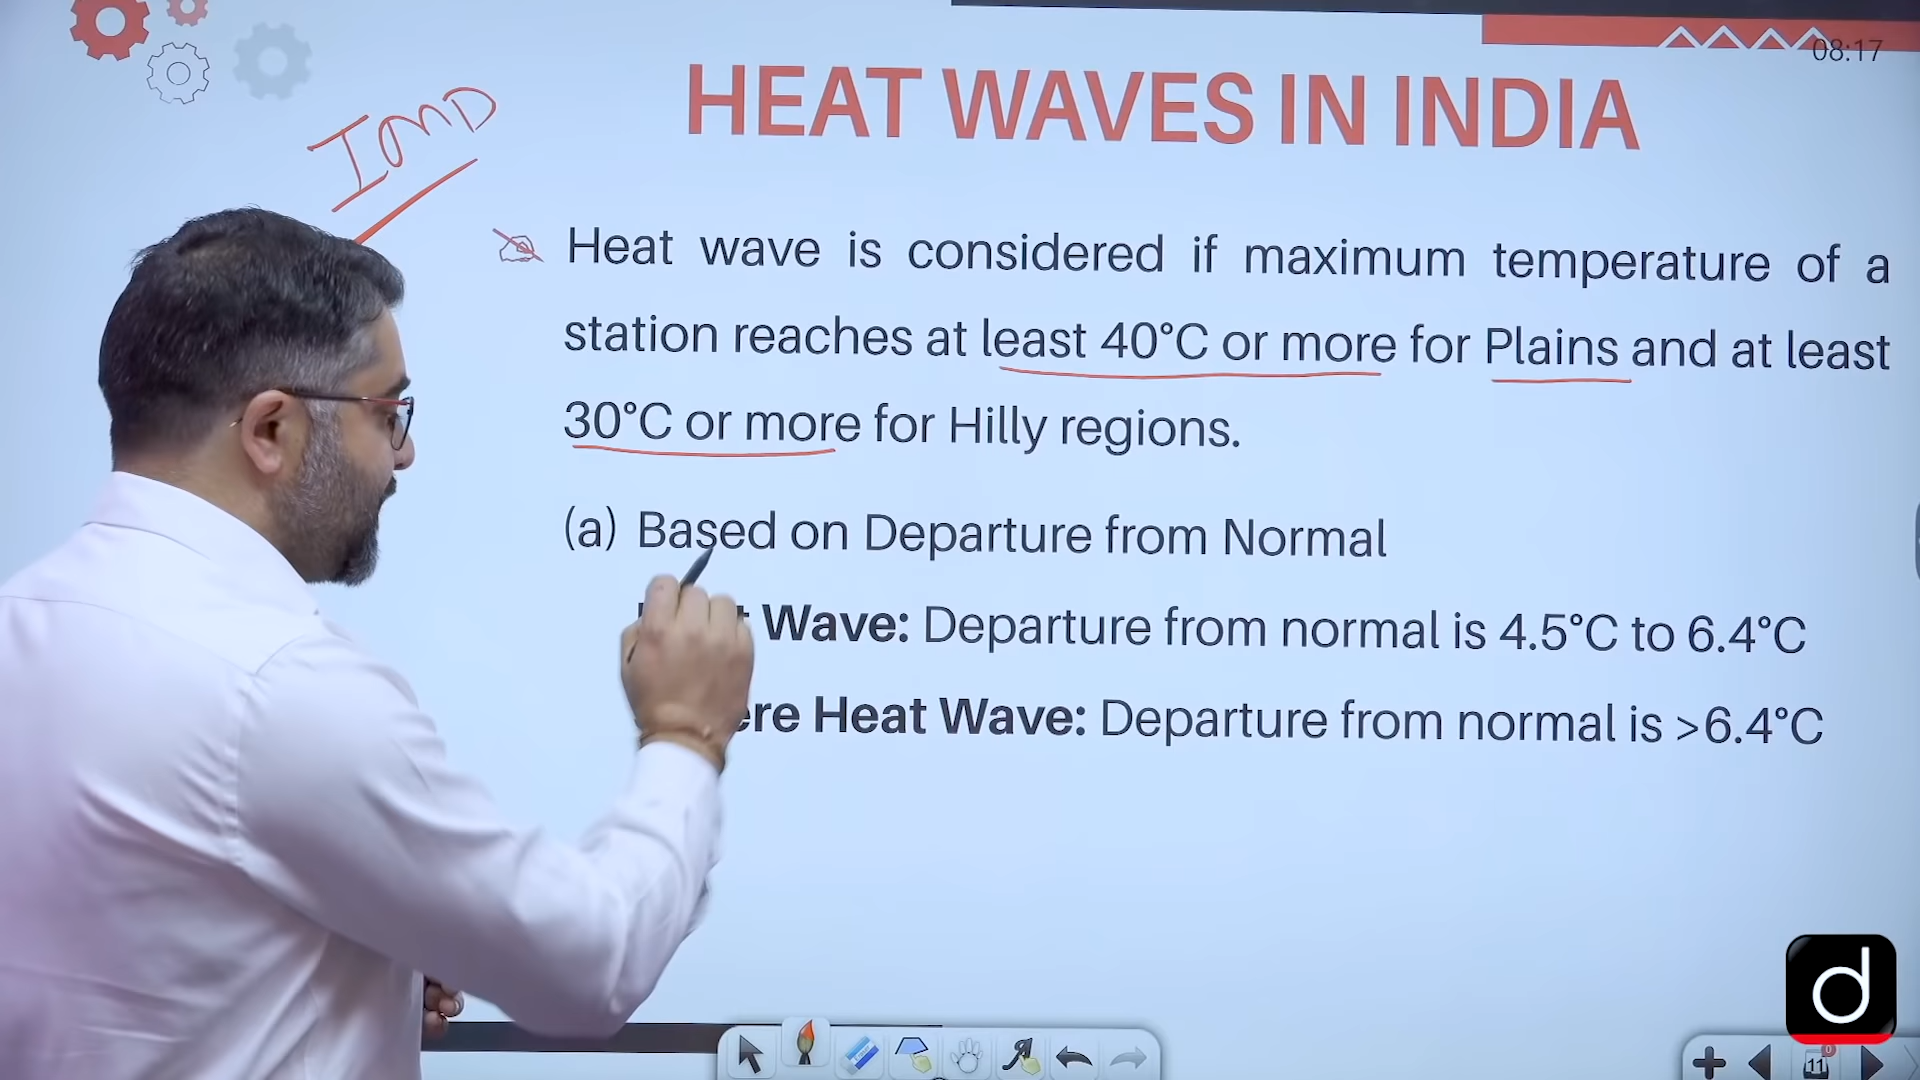 08:17
HEAT WAVES IN INDIA
IMD
Heat wave is considered if maximum temperature of a
station reaches at least 40°C or more for Plains and at least
30°C or more for Hilly regions.
(a) Based on Departure from Normal
Wave: Departure from normal is 4.5°C to 6.4°C
Heat Wave: Departure from normal is >6.4°C
d
11